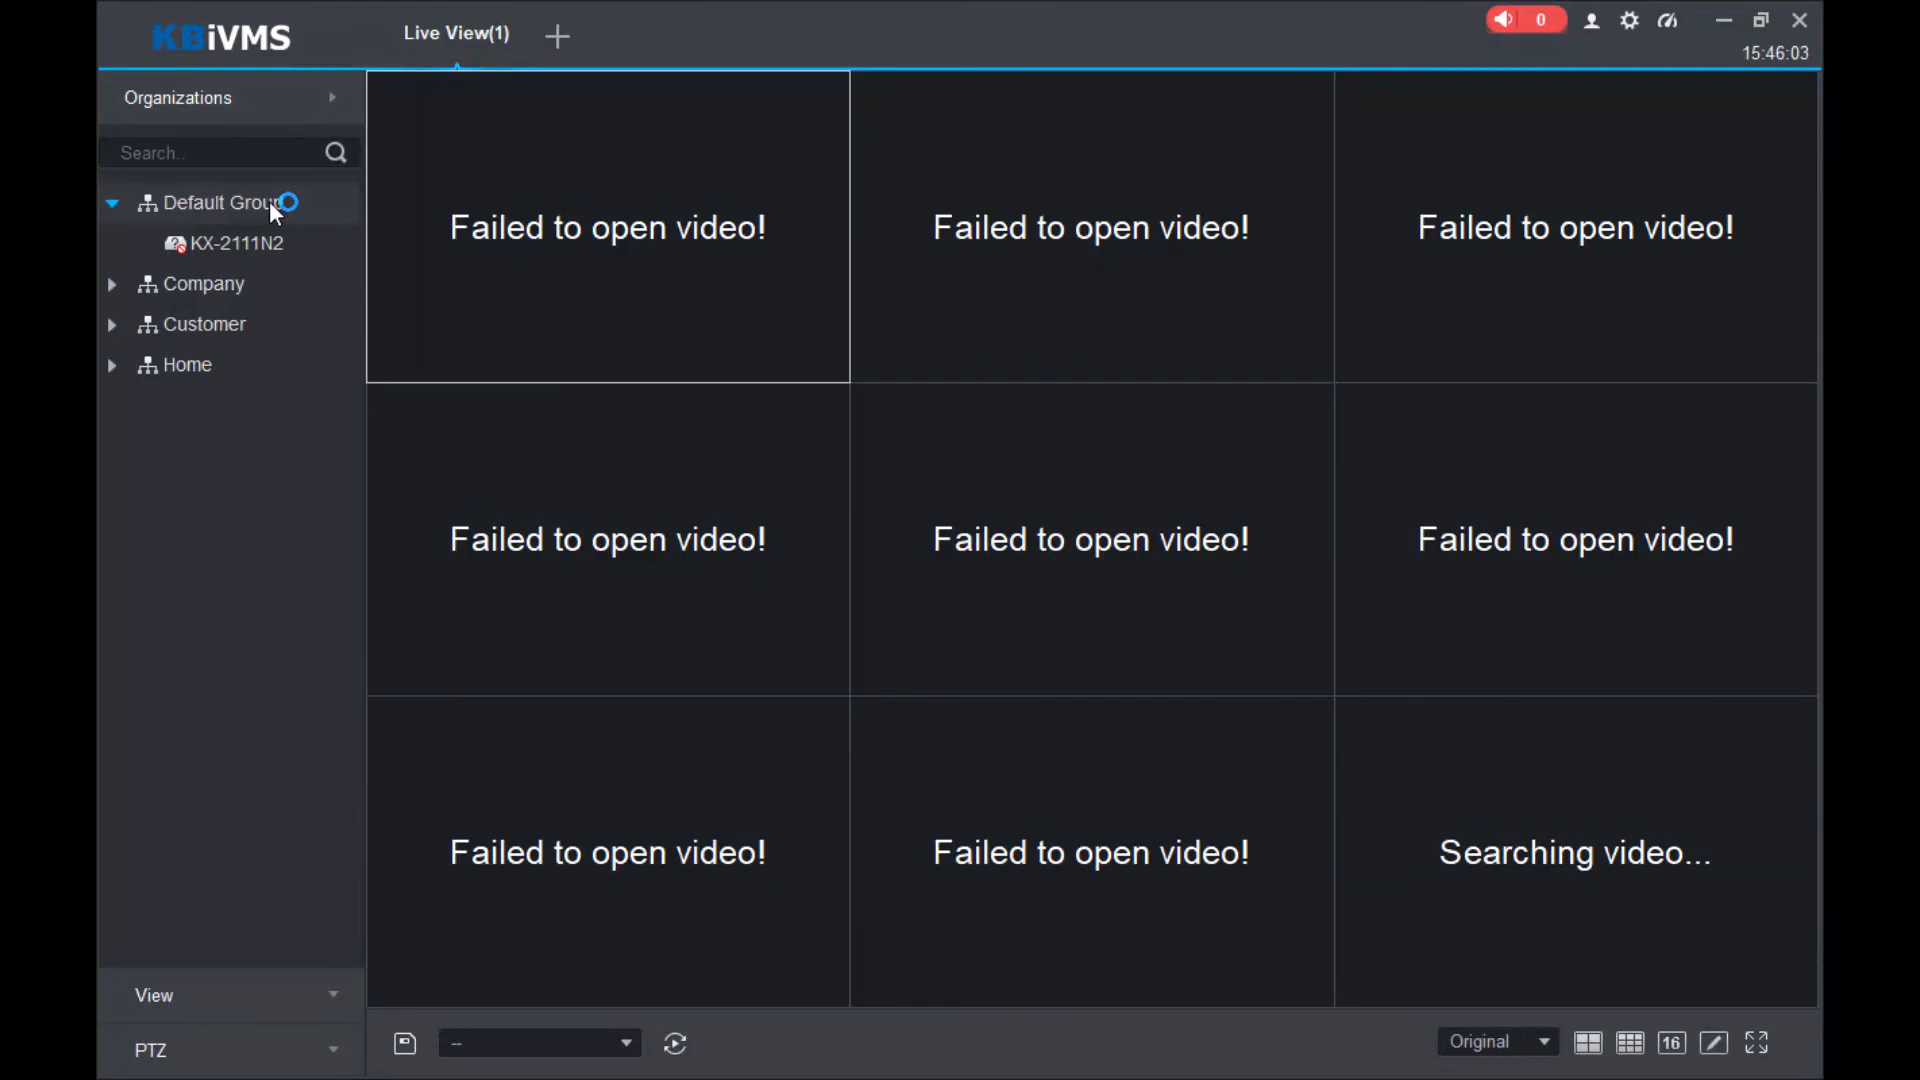 KBiVMS
Live View(1)
0
15:46:03
Organizations
Search..
Default Group
KX-2111N2
Company
Customer
Home
Failed to open video!
Failed to open video!
Failed to open video!
Failed to open video!
Failed to open video!
Failed to open video!
Failed to open video!
Failed to open video!
Searching video...
View
PTZ
--
Original
16